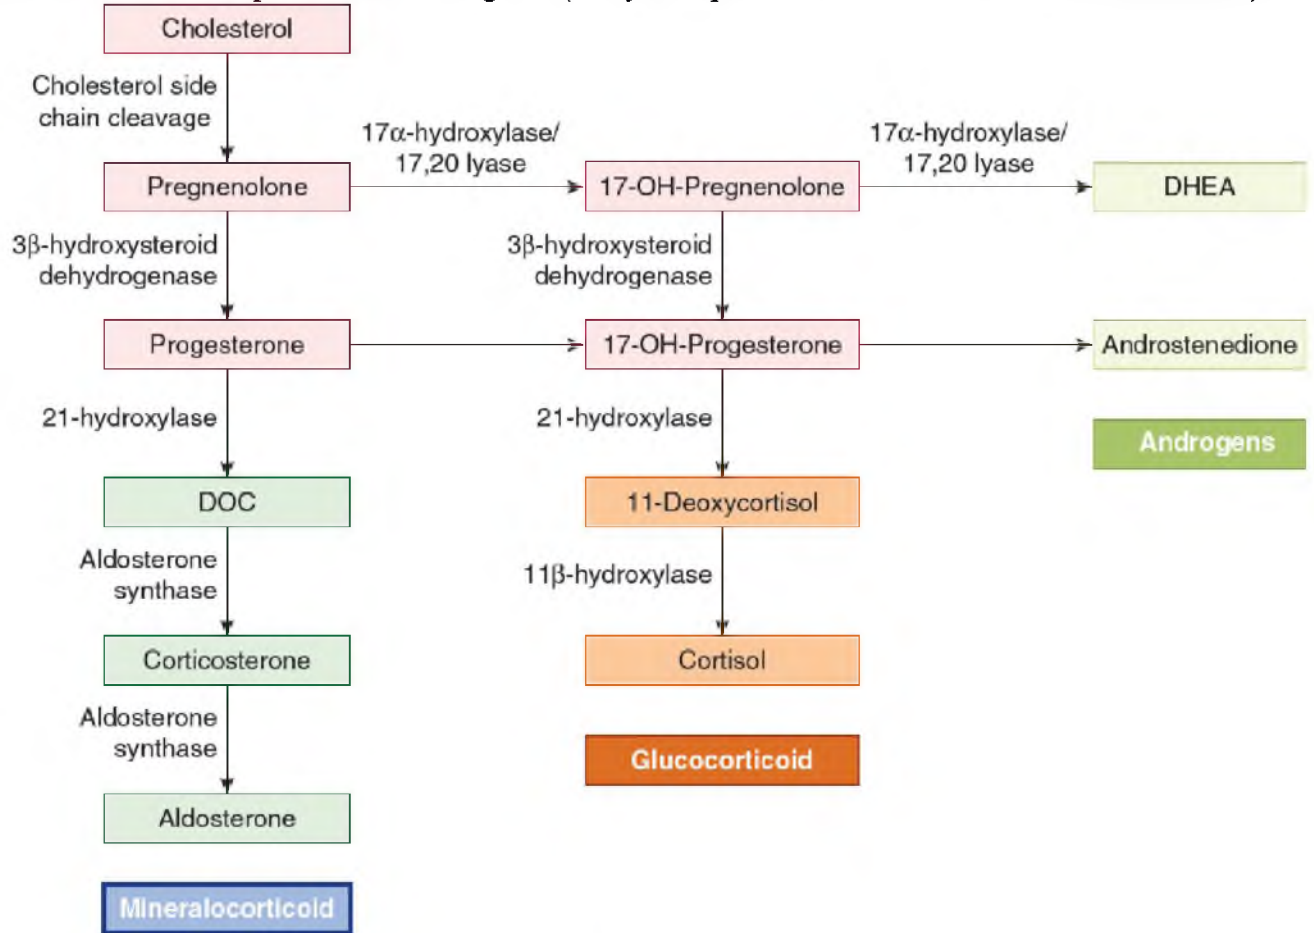 Cholesterol
Cholesterol side
chain cleavage
17α-hydroxylase/
17,20 lyase
17α-hydroxylase/
17,20 lyase
Pregnenolone
17-OH-Pregnenolone
DHEA
3β-hydroxysteroid
dehydrogenase
3β-hydroxysteroid
dehydrogenase
Progesterone
17-OH-Progesterone
Androstenedione
21-hydroxylase
21-hydroxylase
Androgens
DOC
11-Deoxycortisol
Aldosterone
synthase
11β-hydroxylase
Corticosterone
Cortisol
Aldosterone
synthase
Glucocorticoid
Aldosterone
Mineralocorticoid